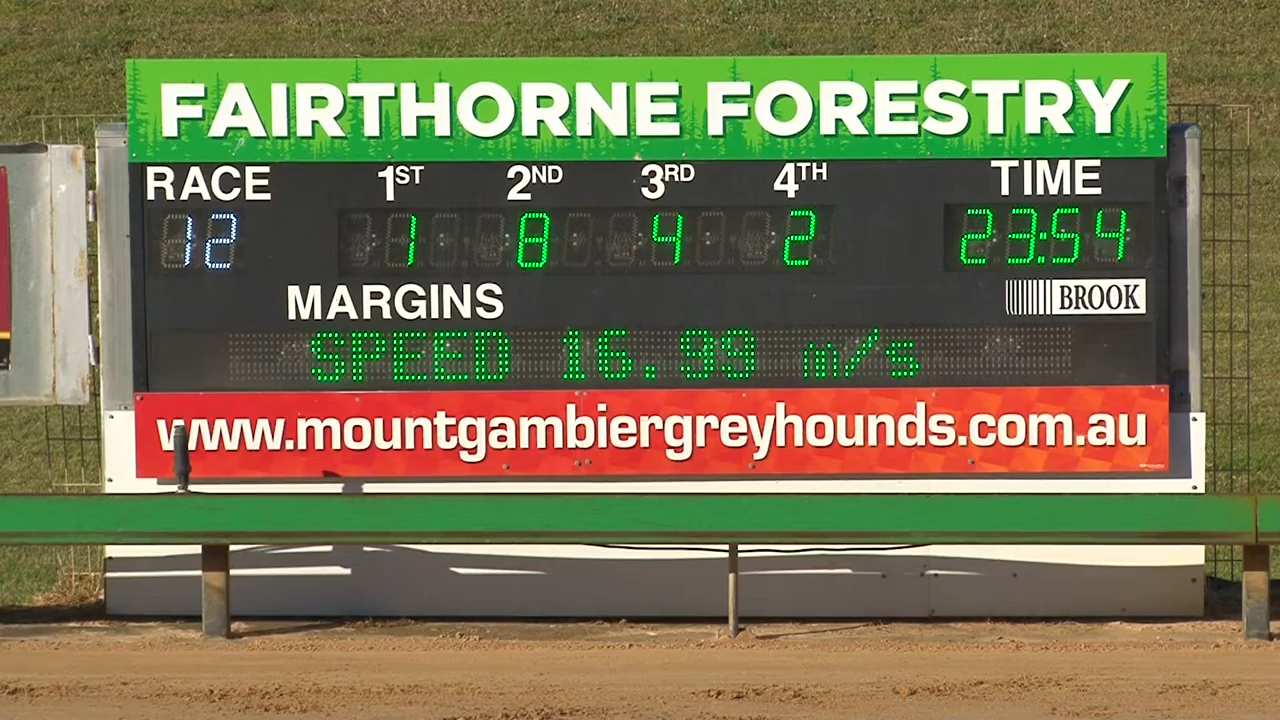 FAIRTHORNE FORESTRY
RACE 1ST 2ND 3RD 4TH TIME
12 1 8 4 2 23:54
MARGINS
BROOK
SPEED 16.99 m/s
www.mountgambiergreyhounds.com.au